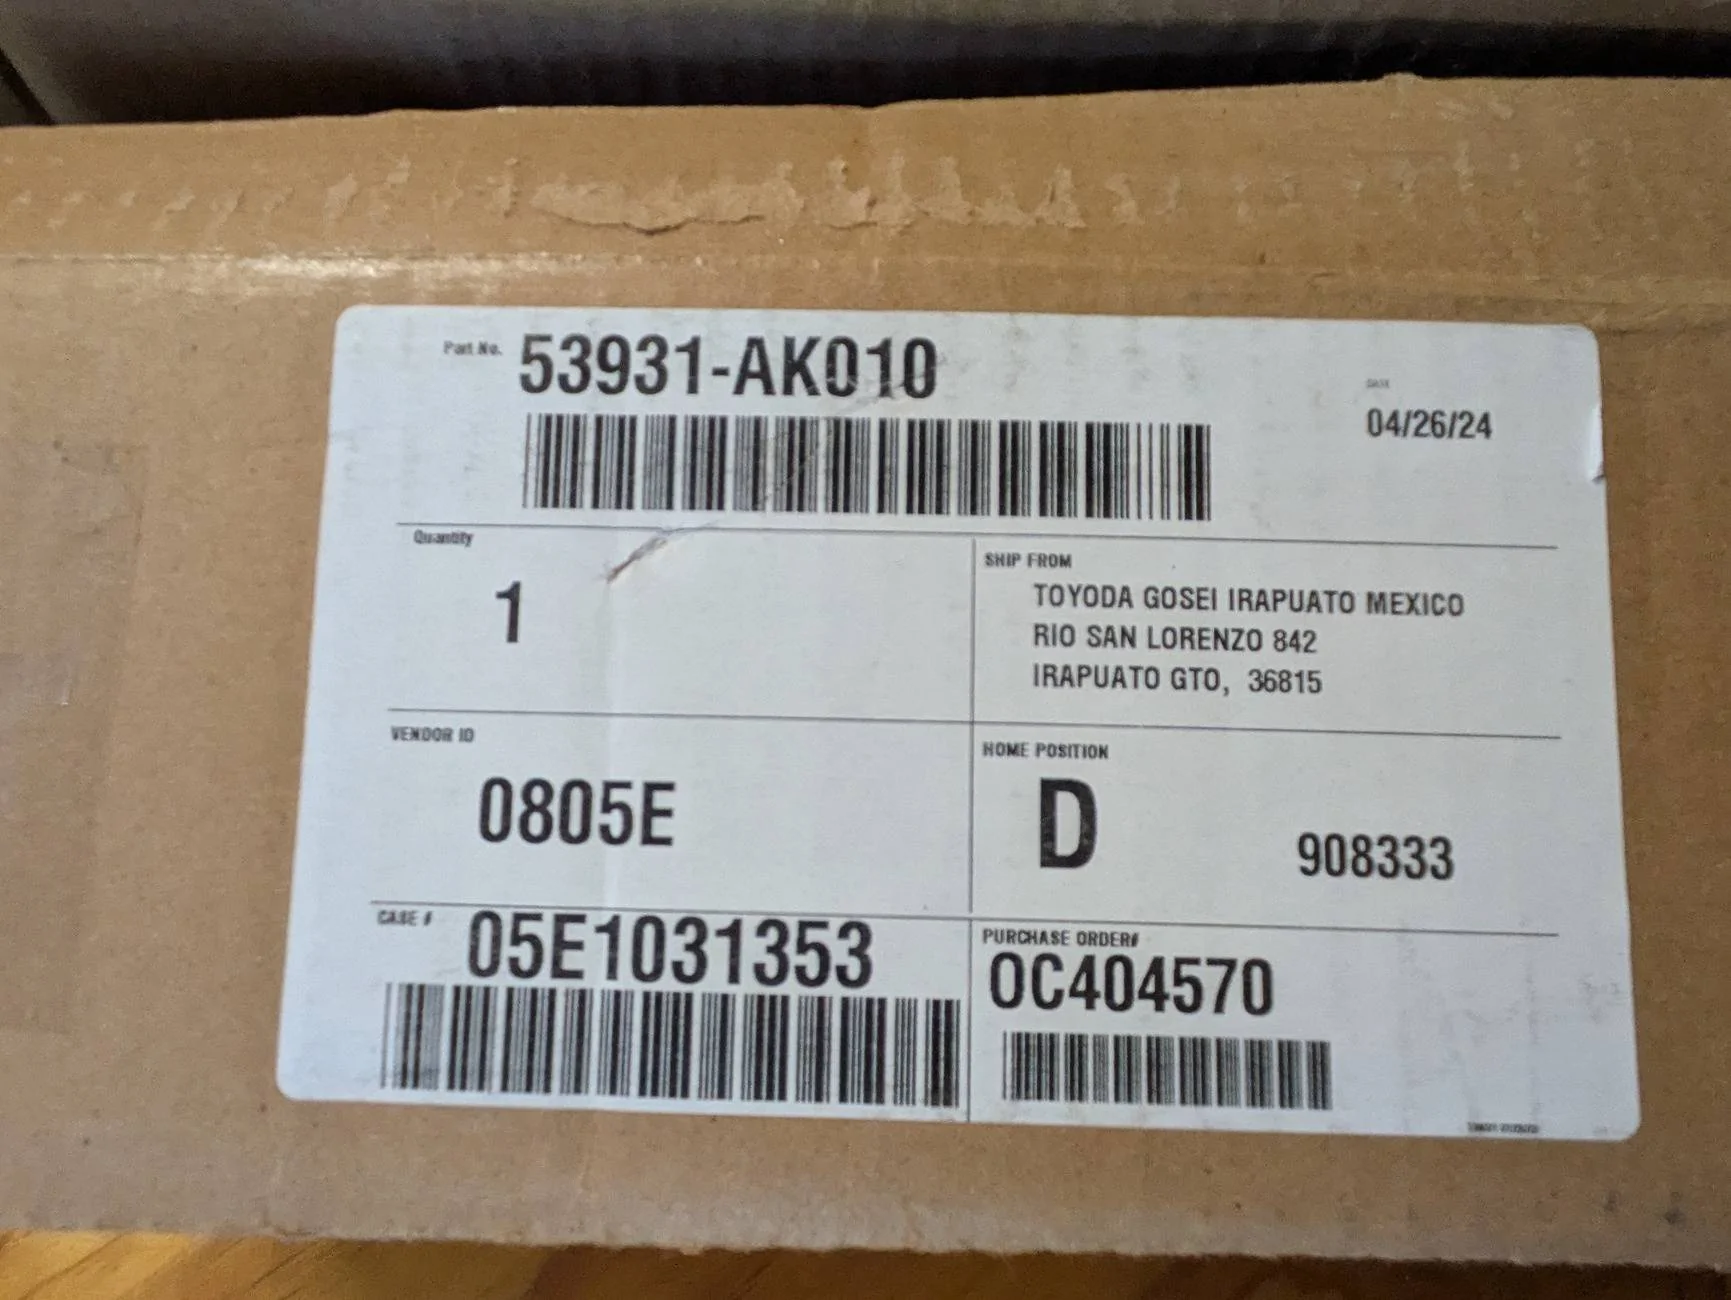 Part No. 53931-AK010
DATE
04/26/24
Quantity
1
SHIP FROM
TOYODA GOSEI IRAPUATO MEXICO
RIO SAN LORENZO 842
IRAPUATO GTO, 36815
VENDOR ID
0805E
HOME POSITION
D 908333
CASE #
05E1031353
PURCHASE ORDER#
OC404570